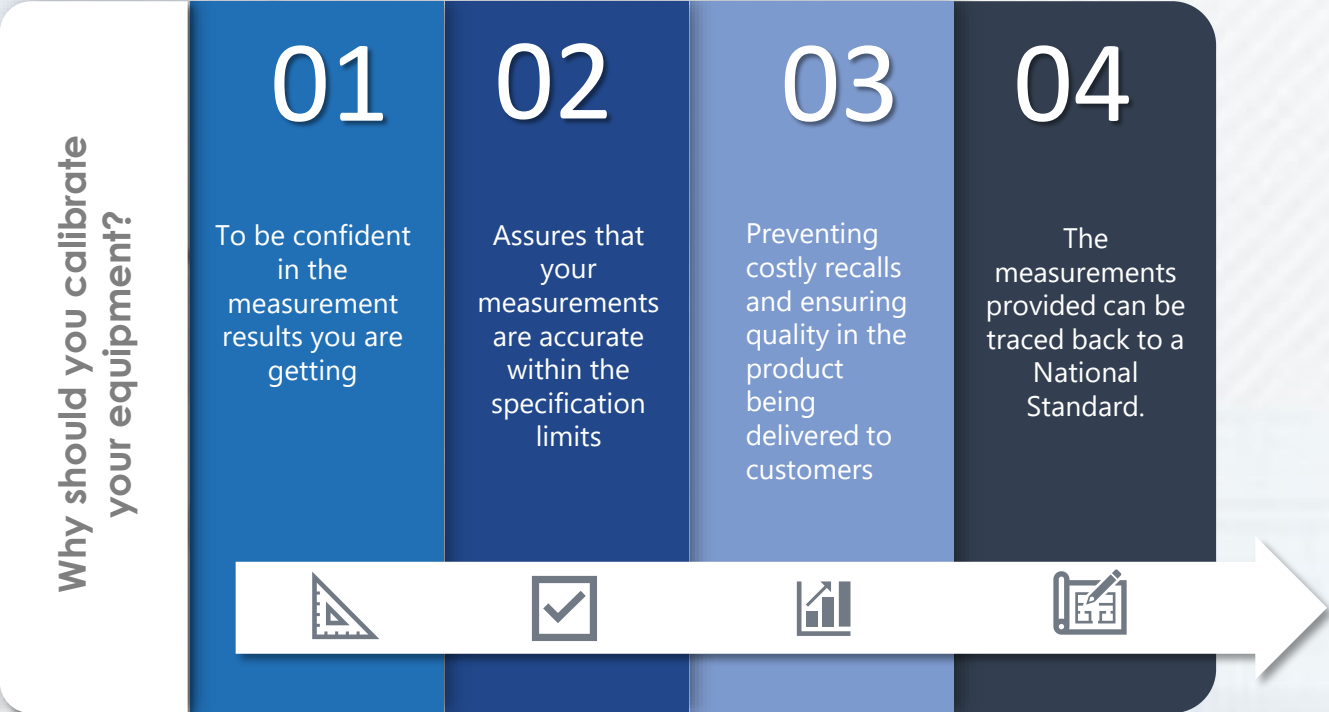 Why should you calibrate
your equipment?
01
To be confident
in the
measurement
results you are
getting
02
Assures that
your
measurements
are accurate
within the
specification
limits
03
Preventing
costly recalls
and ensuring
quality in the
product
being
delivered to
customers
04
The
measurements
provided can be
traced back to a
National
Standard.